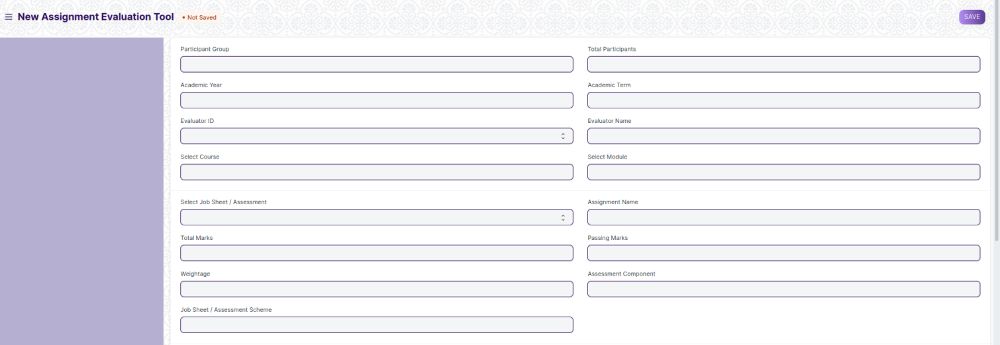 New Assignment Evaluation Tool
• Not Saved
SAVE
Participant Group
Total Participants
Academic Year
Academic Term
Evaluator ID
Evaluator Name
Select Course
Select Module
Select Job Sheet / Assessment
Assignment Name
Total Marks
Passing Marks
Weightage
Assessment Component
Job Sheet / Assessment Scheme